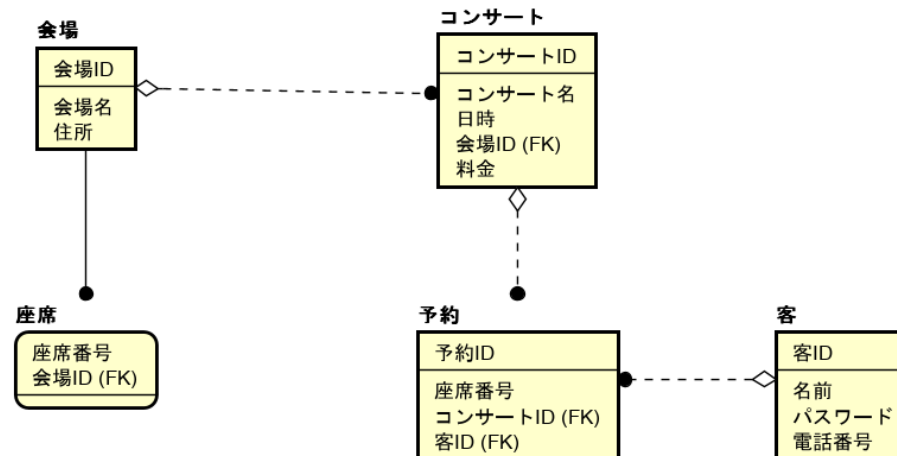 会場
会場ID
会場名
住所
コンサート
コンサートID
コンサート名
日時
会場ID (FK)
料金
座席
座席番号
会場ID (FK)
予約
予約ID
座席番号
コンサートID (FK)
客ID (FK)
客
客ID
名前
パスワード
電話番号